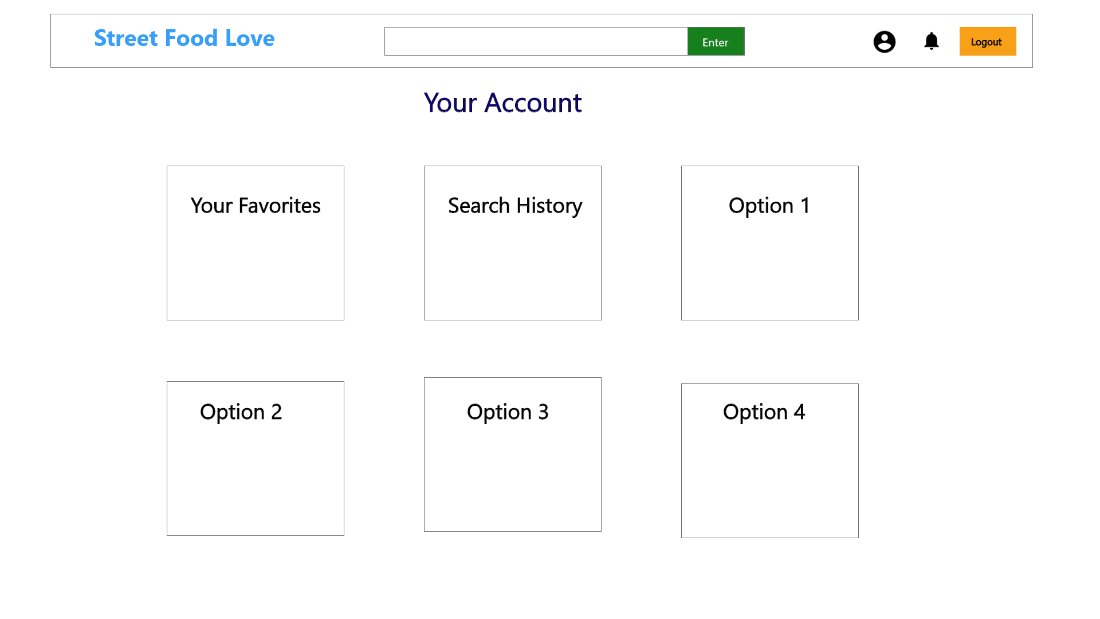 Street Food Love
Enter
Logout
Your Account
Your Favorites
Search History
Option 1
Option 2
Option 3
Option 4